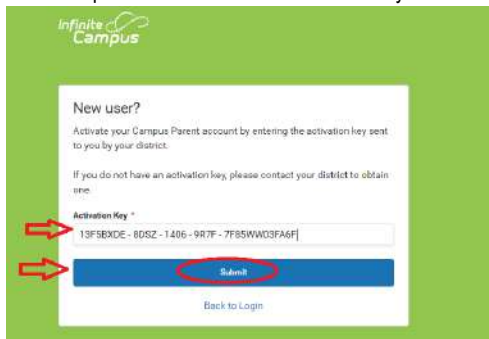 Infinite
Campus
New user?
Activate your Campus Parent account by entering the activation key sent
to you by your district.
If you do not have an activation key, please contact your district to obtain
one.
Activation Key *
13F5BXDE - 8DSZ - 1406 - 9R7F - 7F85WWD3FA6F
Submit
Back to Login